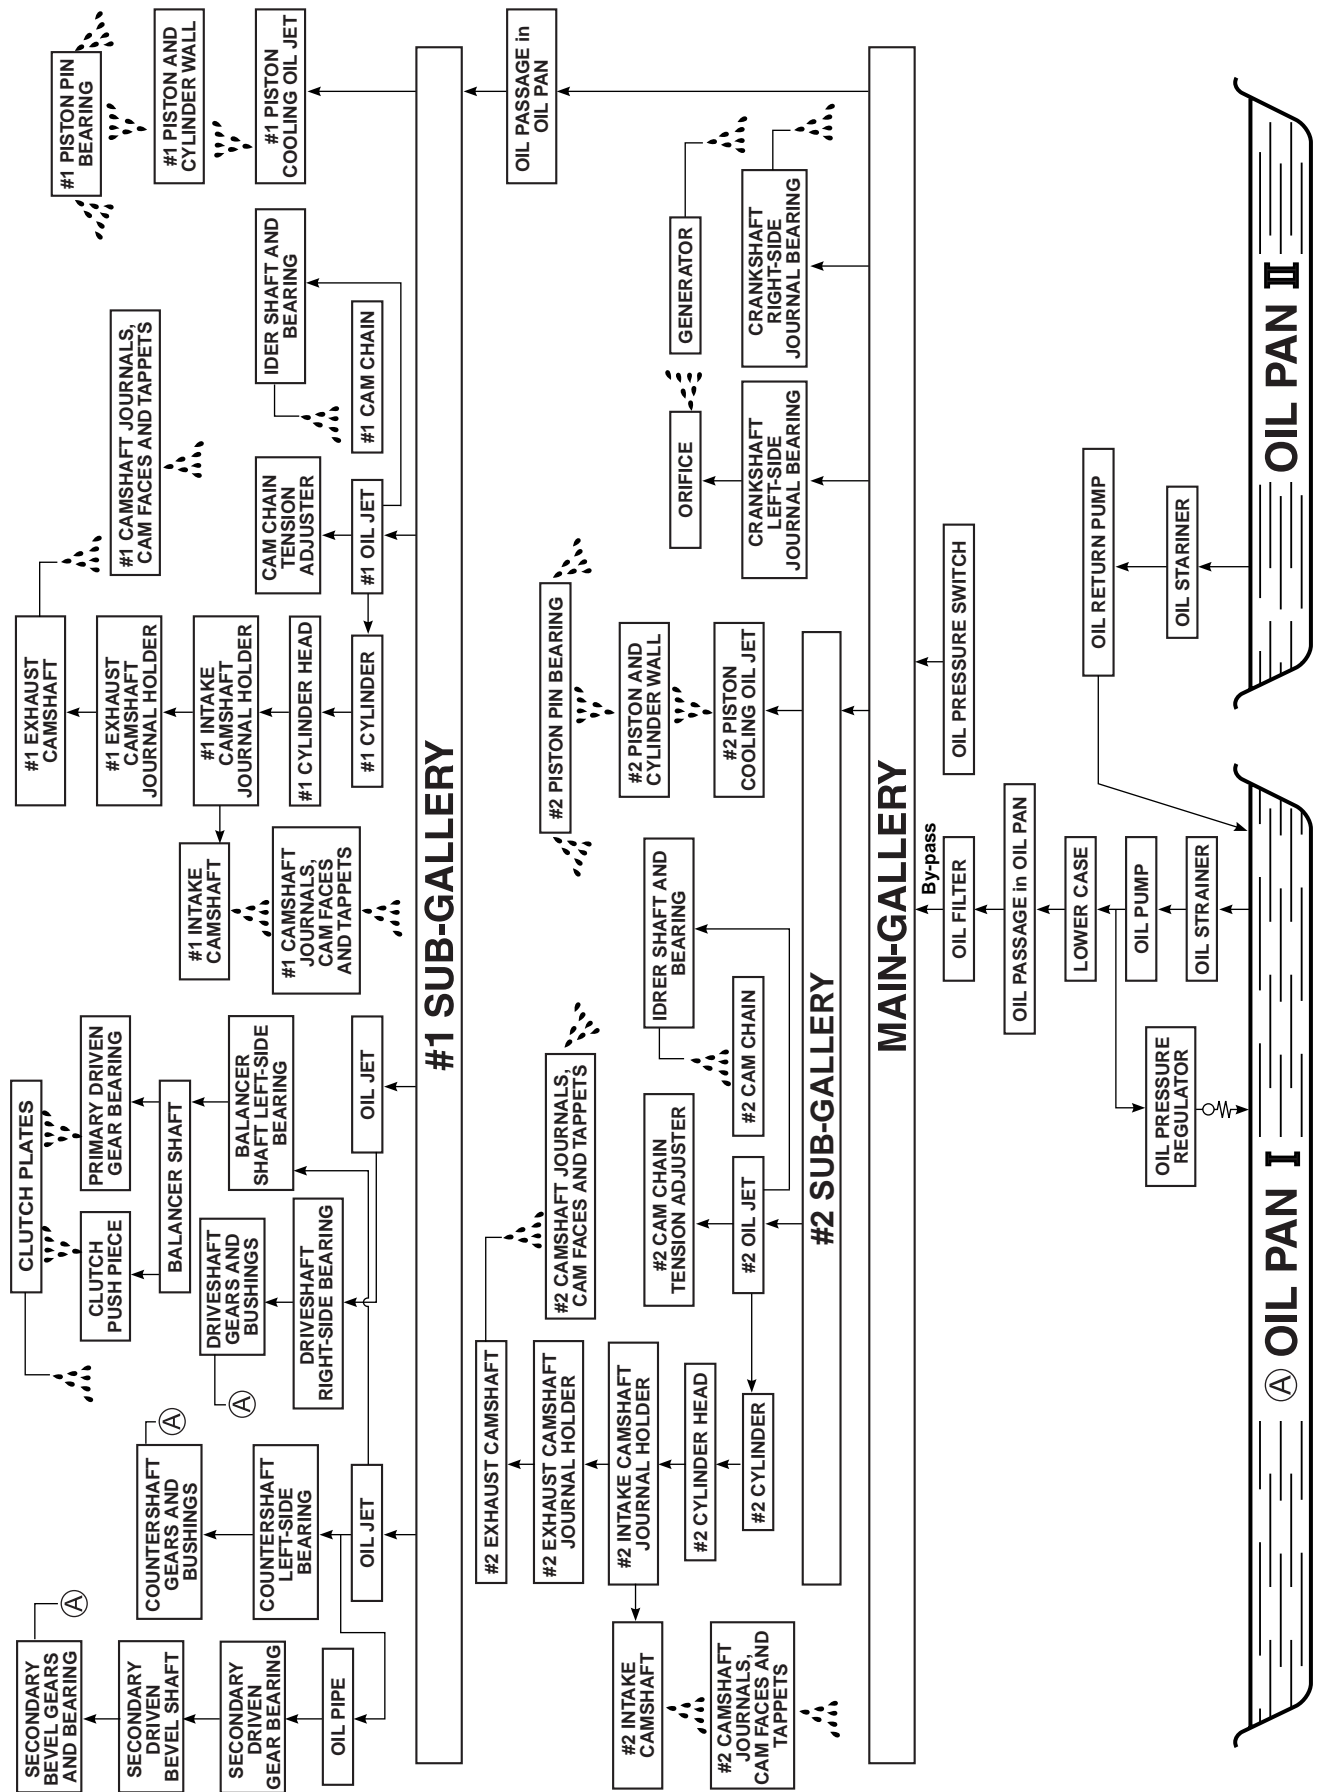 SECONDARY
BEVEL GEARS
AND BEARING
SECONDARY
DRIVEN
BEVEL SHAFT
SECONDARY
DRIVEN
GEAR BEARING
OIL PIPE
A
COUNTERSHAFT
GEARS AND
BUSHINGS
A
COUNTERSHAFT
LEFT-SIDE
BEARING
OIL JET
CLUTCH PLATES
CLUTCH
PUSH PIECE
PRIMARY DRIVEN
GEAR BEARING
BALANCER SHAFT
DRIVESHAFT
GEARS AND
BUSHINGS
A
BALANCER
SHAFT LEFT-SIDE
BEARING
DRIVESHAFT
RIGHT-SIDE BEARING
OIL JET
#1 EXHAUST
CAMSHAFT
#1 EXHAUST
CAMSHAFT
JOURNAL HOLDER
#1 INTAKE
CAMSHAFT
JOURNAL HOLDER
#1 INTAKE
CAMSHAFT
#1 CAMSHAFT
JOURNALS,
CAM FACES
AND TAPPETS
#1 CYLINDER HEAD
#1 CYLINDER
#1 CAMSHAFT JOURNALS,
CAM FACES AND TAPPETS
CAM CHAIN
TENSION
ADJUSTER
#1 OIL JET
IDER SHAFT AND
BEARING
#1 CAM CHAIN
#1 PISTON PIN
BEARING
#1 PISTON AND
CYLINDER WALL
#1 PISTON
COOLING OIL JET
#1 SUB-GALLERY
OIL PASSAGE in
OIL PAN
#2 EXHAUST CAMSHAFT
#2 EXHAUST CAMSHAFT
JOURNAL HOLDER
#2 INTAKE CAMSHAFT
JOURNAL HOLDER
#2 INTAKE
CAMSHAFT
#2 CAMSHAFT
JOURNALS,
CAM FACES AND
TAPPETS
#2 CYLINDER HEAD
#2 CYLINDER
#2 CAMSHAFT JOURNALS,
CAM FACES AND TAPPETS
#2 CAM CHAIN
TENSION ADJUSTER
#2 OIL JET
IDRER SHAFT AND
BEARING
#2 CAM CHAIN
#2 PISTON PIN BEARING
#2 PISTON AND
CYLINDER WALL
#2 PISTON
COOLING OIL JET
ORIFICE
GENERATOR
CRANKSHAFT
LEFT-SIDE
JOURNAL BEARING
CRANKSHAFT
RIGHT-SIDE
JOURNAL BEARING
#2 SUB-GALLERY
MAIN-GALLERY
By-pass
OIL FILTER
OIL PRESSURE SWITCH
OIL PASSAGE in OIL PAN
LOWER CASE
OIL PUMP
OIL STRAINER
OIL PRESSURE
REGULATOR
OIL RETURN PUMP
OIL STARINER
A OIL PAN I
OIL PAN II